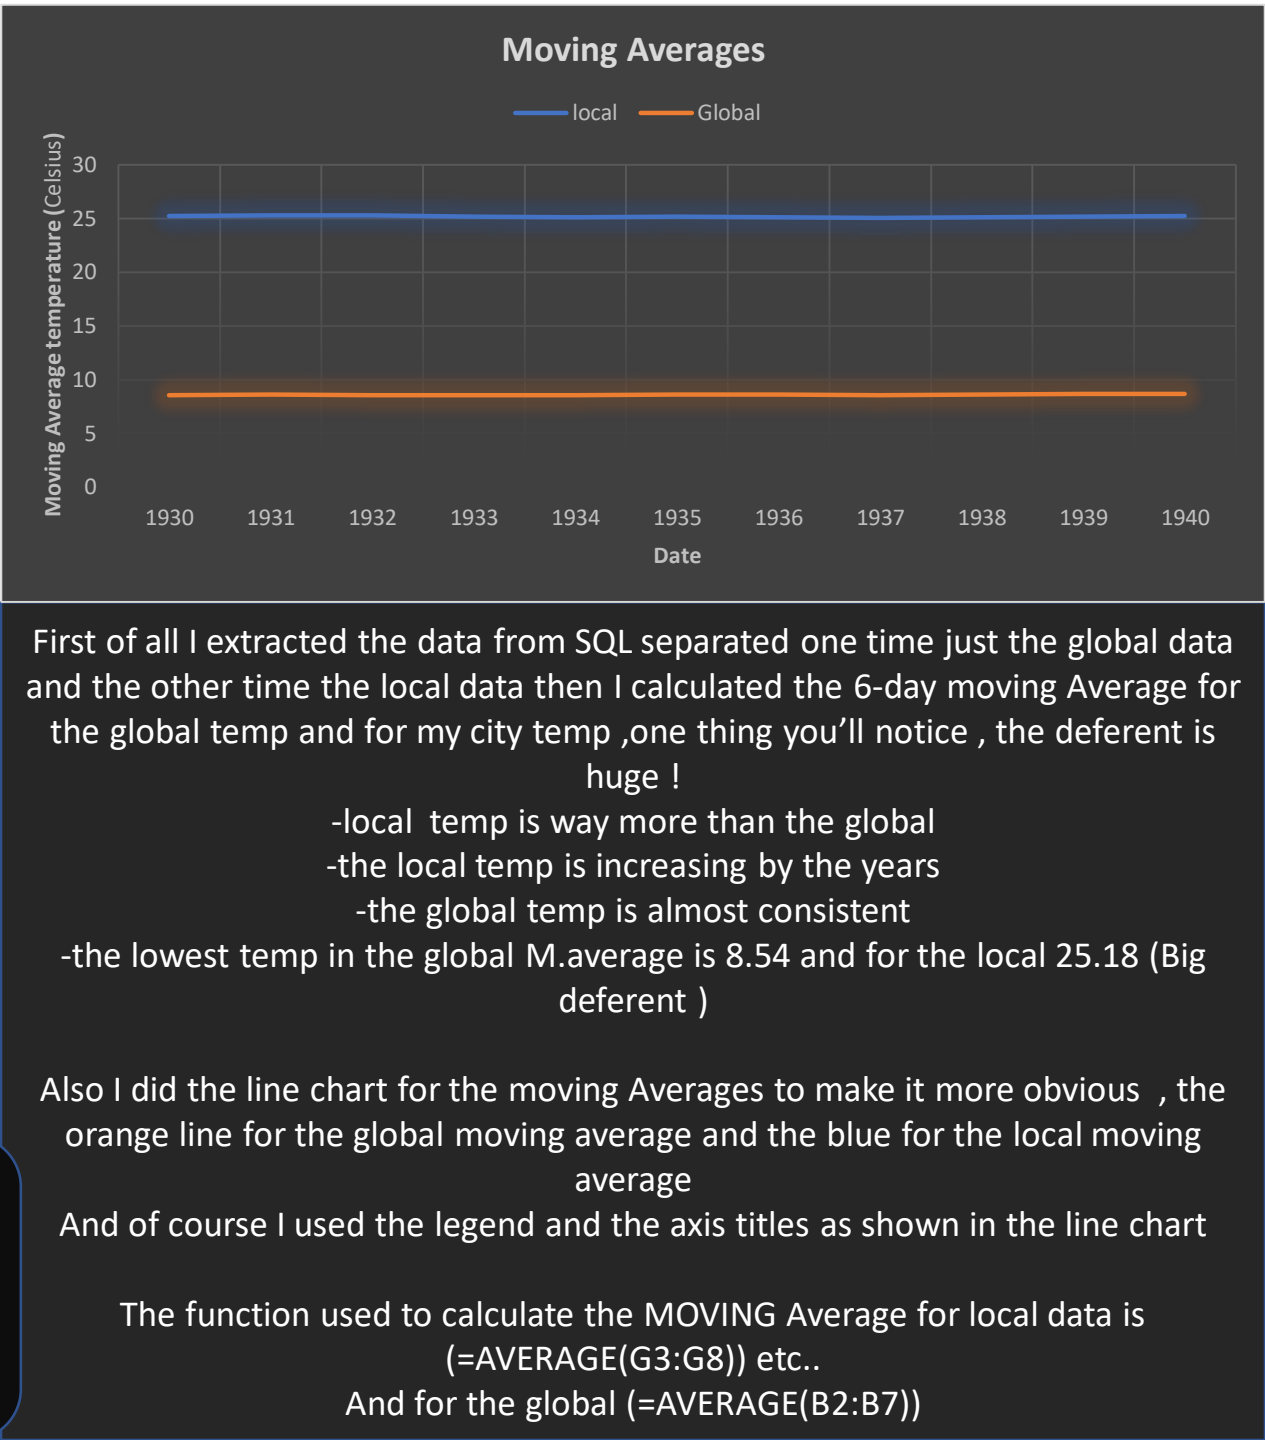 Moving Averages
local Global
Moving Average temperature (Celsius)
30
25
20
15
10
5
0
1930 1931 1932 1933 1934 1935 1936 1937 1938 1939 1940
Date
First of all I extracted the data from SQL separated one time just the global data
and the other time the local data then I calculated the 6-day moving Average for
the global temp and for my city temp ,one thing you’ll notice , the deferent is
huge !
-local  temp is way more than the global
-the local temp is increasing by the years
-the global temp is almost consistent
-the lowest temp in the global M.average is 8.54 and for the local 25.18 (Big
deferent )
Also I did the line chart for the moving Averages to make it more obvious  , the
orange line for the global moving average and the blue for the local moving
average
And of course I used the legend and the axis titles as shown in the line chart
The function used to calculate the MOVING Average for local data is
(=AVERAGE(G3:G8)) etc..
And for the global (=AVERAGE(B2:B7))